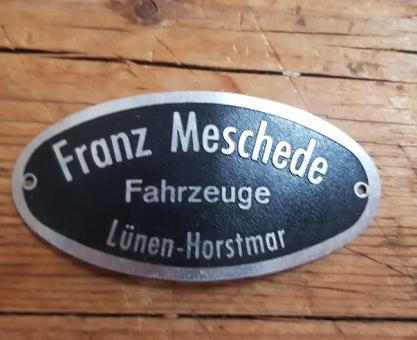 Franz Meschede
Fahrzeuge
Lünen-Horstmar